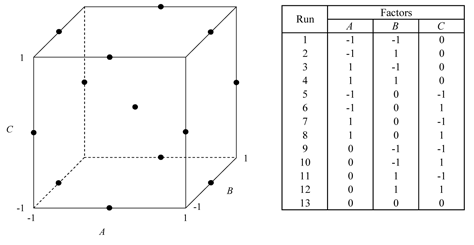 1
C
1
-1
-1
-1
1
B
A
Run Factors
A B C
1 -1 -1 0
2 -1 1 0
3 1 -1 0
4 1 1 0
5 -1 0 -1
6 -1 0 1
7 1 0 -1
8 1 0 1
9 0 -1 -1
10 0 -1 1
11 0 1 -1
12 0 1 1
13 0 0 0